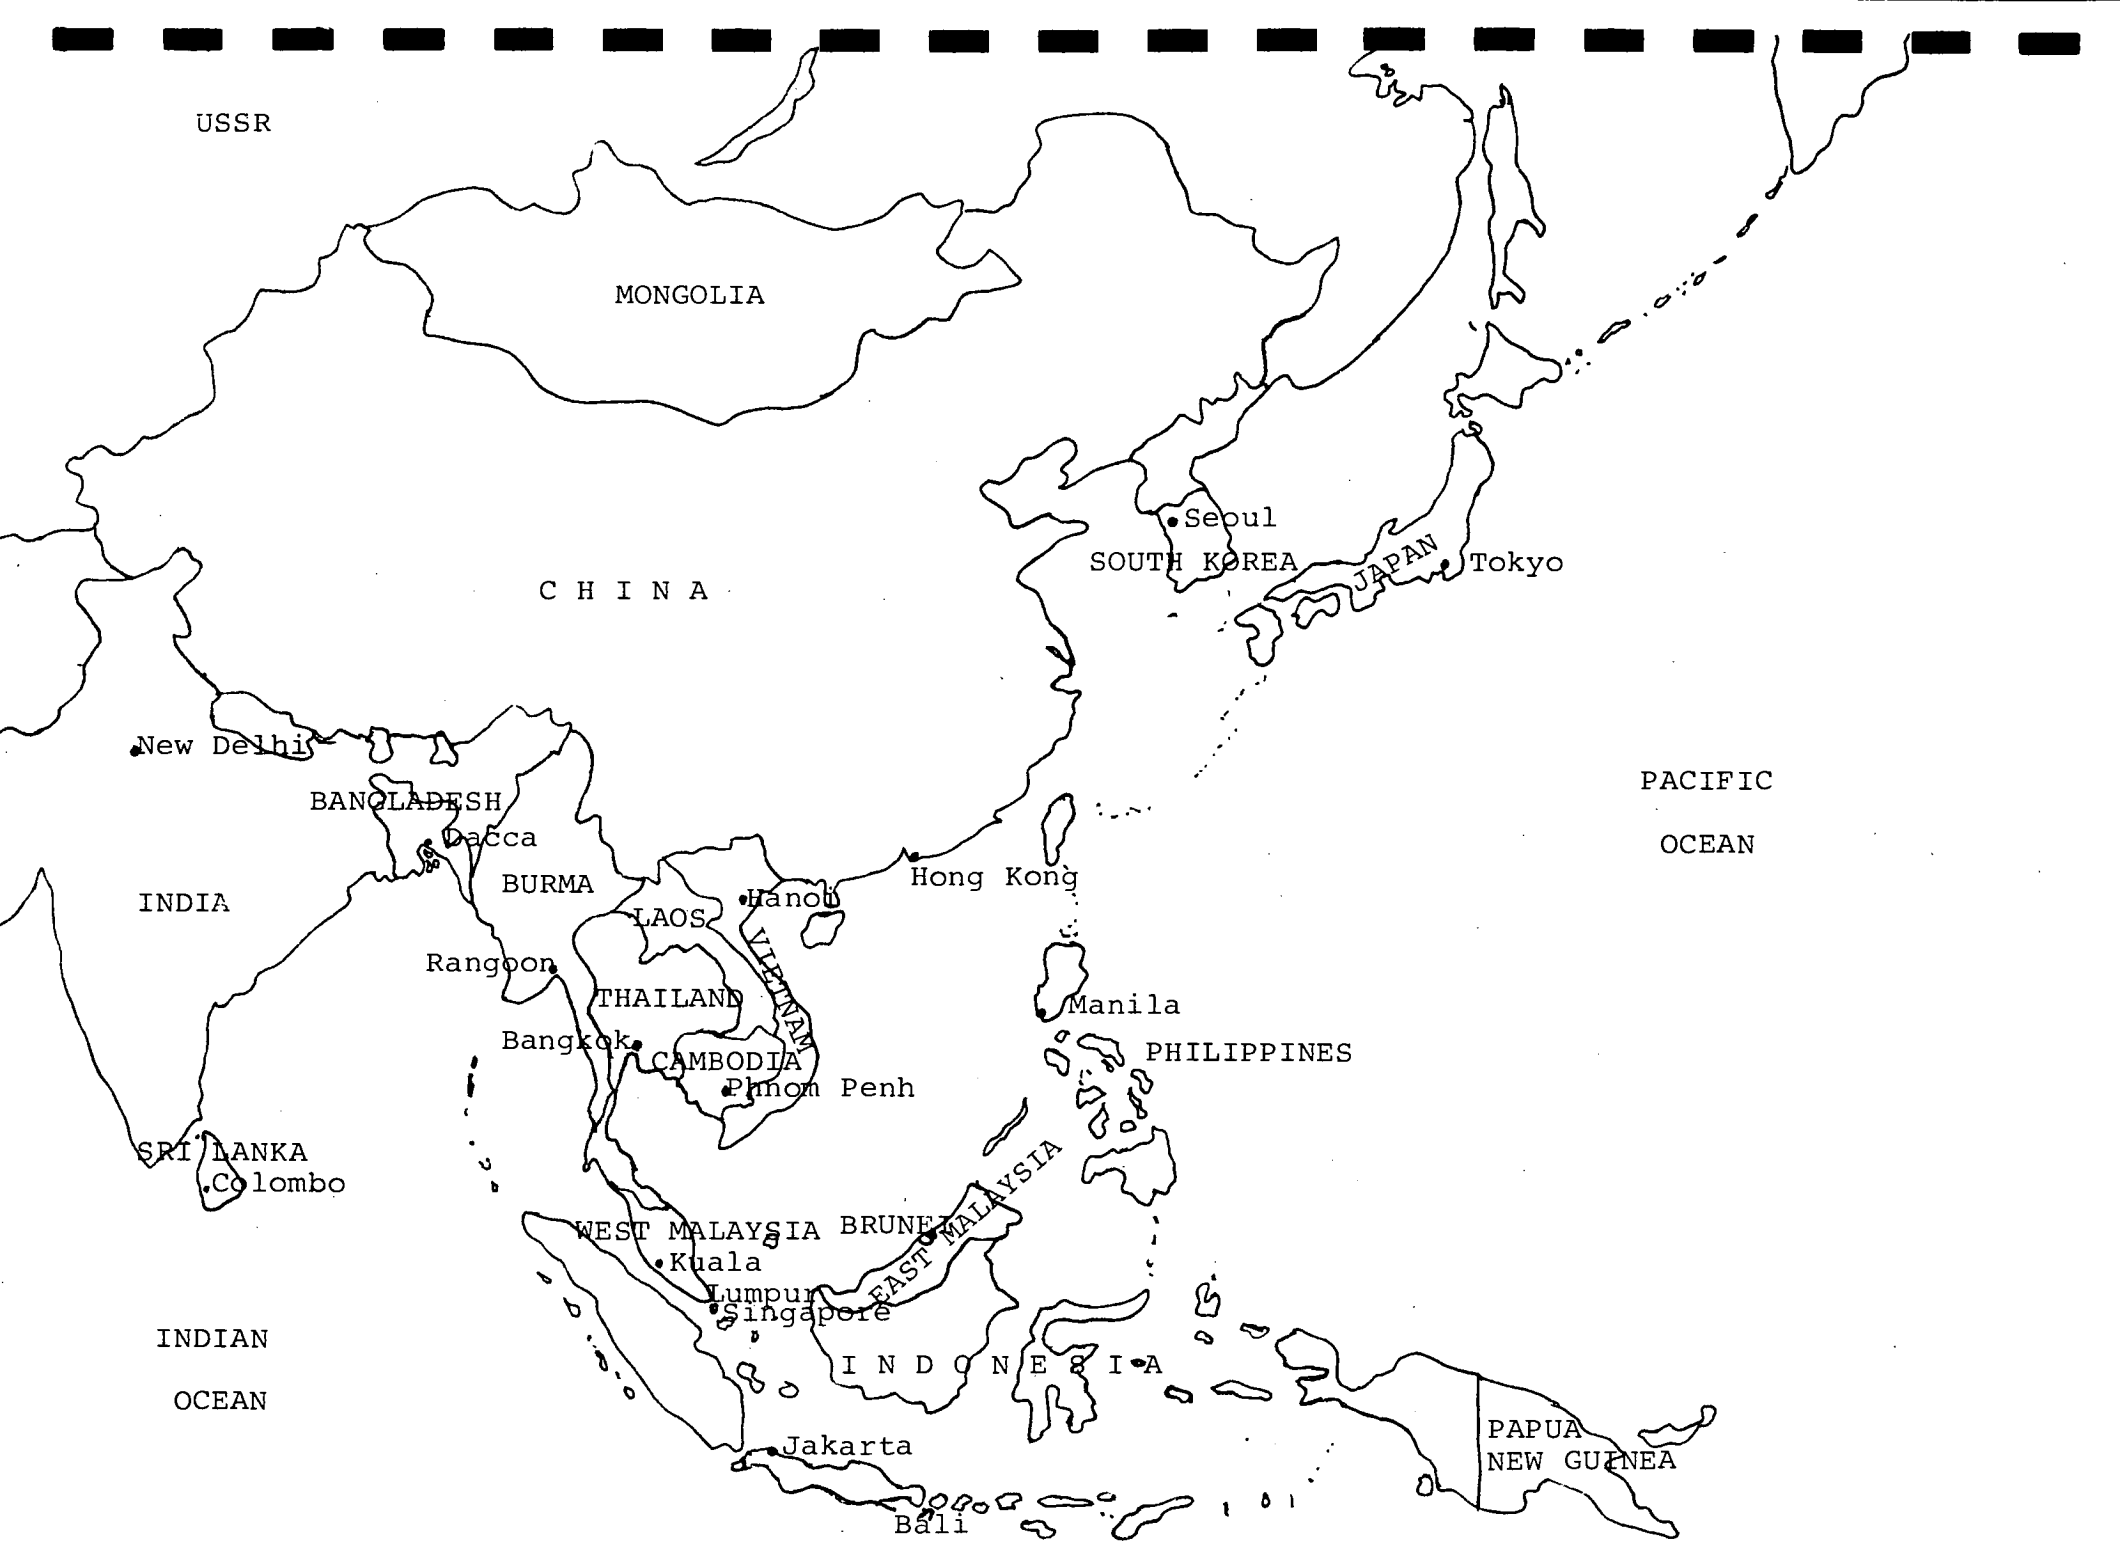 USSR
MONGOLIA
Seoul
SOUTH KOREA
JAPAN
Tokyo
C H I N A
New Delhi
PACIFIC
OCEAN
BANGLADESH
Dacca
Hong Kong
BURMA
INDIA
Hanoi
LAOS
VIETNAM
Rangoon
THAILAND
Manila
Bangkok
CAMBODIA
PHILIPPINES
Phnom Penh
SRI LANKA
Colombo
WEST MALAYSIA
BRUNEI
EAST MALAYSIA
Kuala
Lumpur
Singapore
INDIAN
OCEAN
I N D O N E S I A
PAPUA
NEW GUINEA
Jakarta
Bali